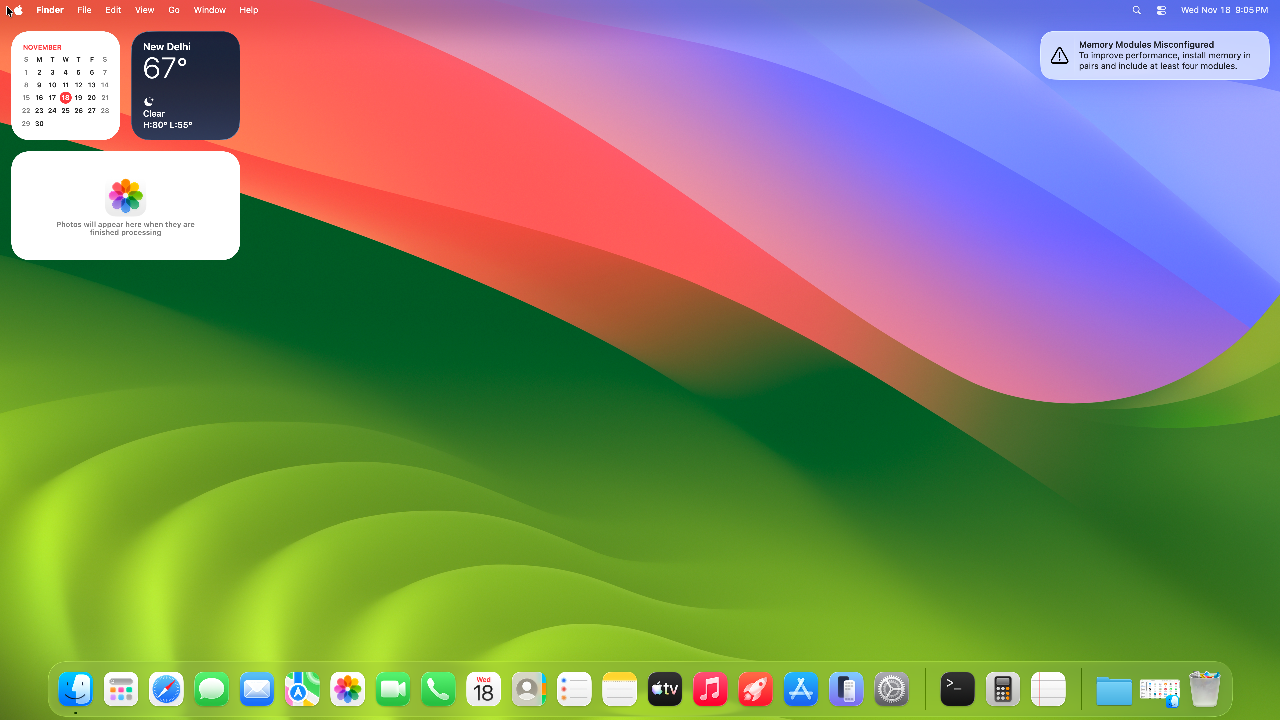 Finder File Edit View Go Window Help
Wed Nov 18 9:05 PM
NOVEMBER
S M T W T F S
1 2 3 4 5 6 7
8 9 10 11 12 13 14
15 16 17 18 19 20 21
22 23 24 25 26 27 28
29 30
New Delhi
67°
Clear
H:80° L:55°
Memory Modules Misconfigured
To improve performance, install memory in
pairs and include at least four modules.
Photos will appear here when they are
finished processing
Wed
18
tv
>_